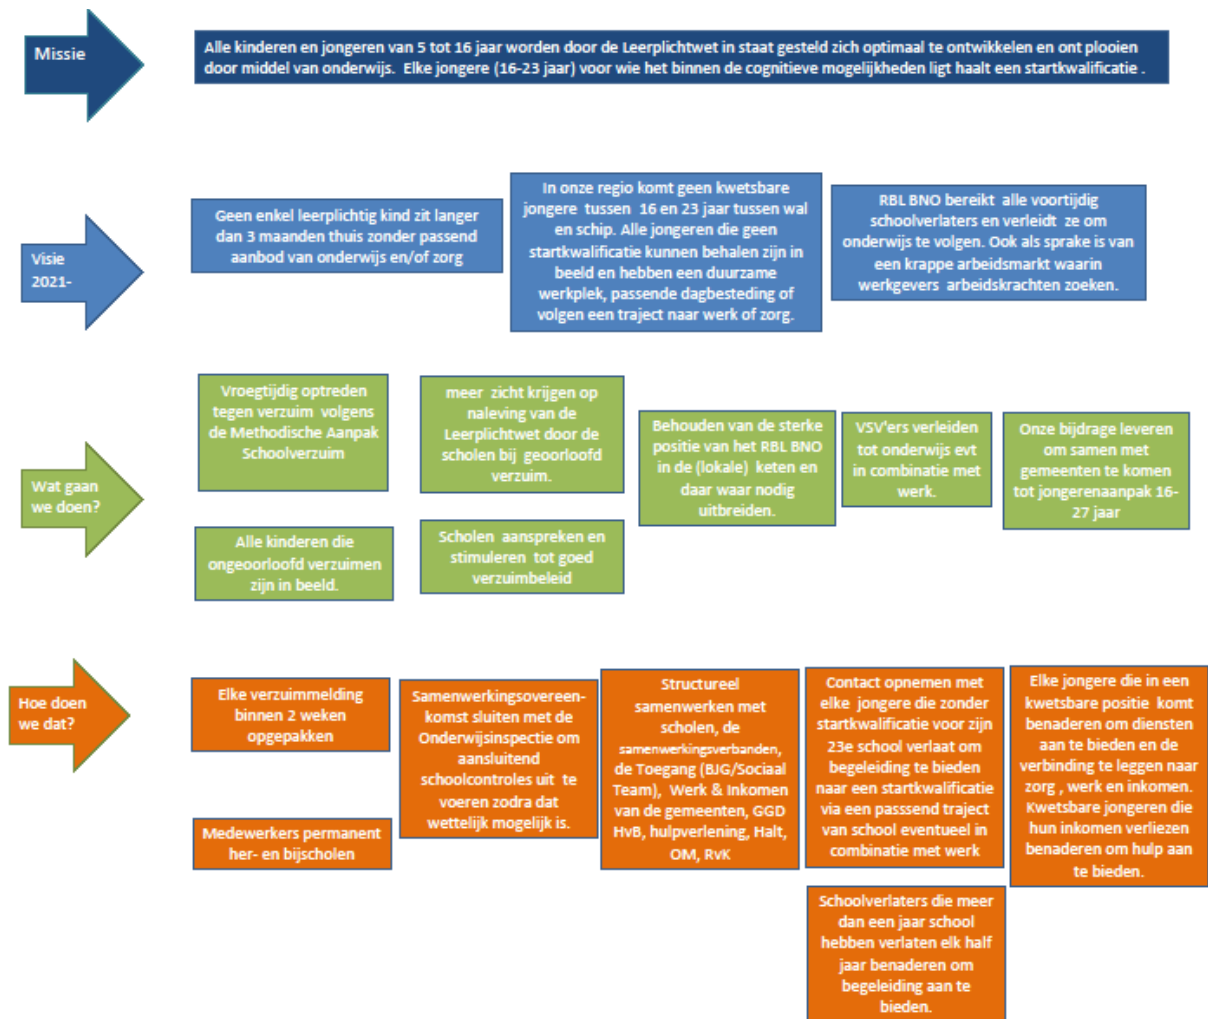 Missie
Alle kinderen en jongeren van 5 tot 16 jaar worden door de Leerplichtwet in staat gesteld zich optimaal te ontwikkelen en ont plooien
door middel van onderwijs. Elke jongere (16-23 jaar) voor wie het binnen de cognitieve mogelijkheden ligt haalt een startkwalificatie .
Visie
2021-
Geen enkel leerplichtig kind zit langer
dan 3 maanden thuis zonder passend
aanbod van onderwijs en/of zorg
In onze regio komt geen kwetsbare
jongere tussen 16 en 23 jaar tussen wal
en schip. Alle jongeren die geen
startkwalificatie kunnen behalen zijn in
beeld en hebben een duurzame
werkplek, passende dagbesteding of
volgen een traject naar werk of zorg.
RBL BNO bereikt alle voortijdig
schoolverlaters en verleidt ze om
onderwijs te volgen. Ook als sprake is van
een krappe arbeidsmarkt waarin
werkgevers arbeidskrachten zoeken.
Wat gaan
we doen?
Vroegtijdig optreden
tegen verzuim volgens
de Methodische Aanpak
Schoolverzuim
meer zicht krijgen op
naleving van de
Leerplichtwet door de
scholen bij geoorloofd
verzuim.
Behouden van de sterke
positie van het RBL BNO
in de (lokale) keten en
daar waar nodig
uitbreiden.
VSV'ers verleiden
tot onderwijs evt
in combinatie met
werk.
Onze bijdrage leveren
om samen met
gemeenten te komen
tot jongerenaanpak 16-
27 jaar
Alle kinderen die
ongeoorloofd verzuimen
zijn in beeld.
Scholen aanspreken en
stimuleren tot goed
verzuimbeleid
Hoe doen
we dat?
Elke verzuimmelding
binnen 2 weken
opgepakken
Medewerkers permanent
her- en bijscholen
Samenwerkingsovereen-
komst sluiten met de
Onderwijsinspectie om
aansluitend
schoolcontroles uit te
voeren zodra dat
wettelijk mogelijk is.
Structureel
samenwerken met
scholen, de
samenwerkingsverbanden,
de Toegang (BJG/Sociaal
Team), Werk & Inkomen
van de gemeenten, GGD
HvB, hulpverlening, Halt,
OM, RvK
Contact opnemen met
elke jongere die zonder
startkwalificatie voor zijn
23e school verlaat om
begeleiding te bieden
naar een startkwalificatie
via een passsend traject
van school eventueel in
combinatie met werk
Elke jongere die in een
kwetsbare positie komt
benaderen om diensten
aan te bieden en de
verbinding te leggen naar
zorg , werk en inkomen.
Kwetsbare jongeren die
hun inkomen verliezen
benaderen om hulp aan
te bieden.
Schoolverlaters die meer
dan een jaar school
hebben verlaten elk half
jaar benaderen om
begeleiding aan te
bieden.